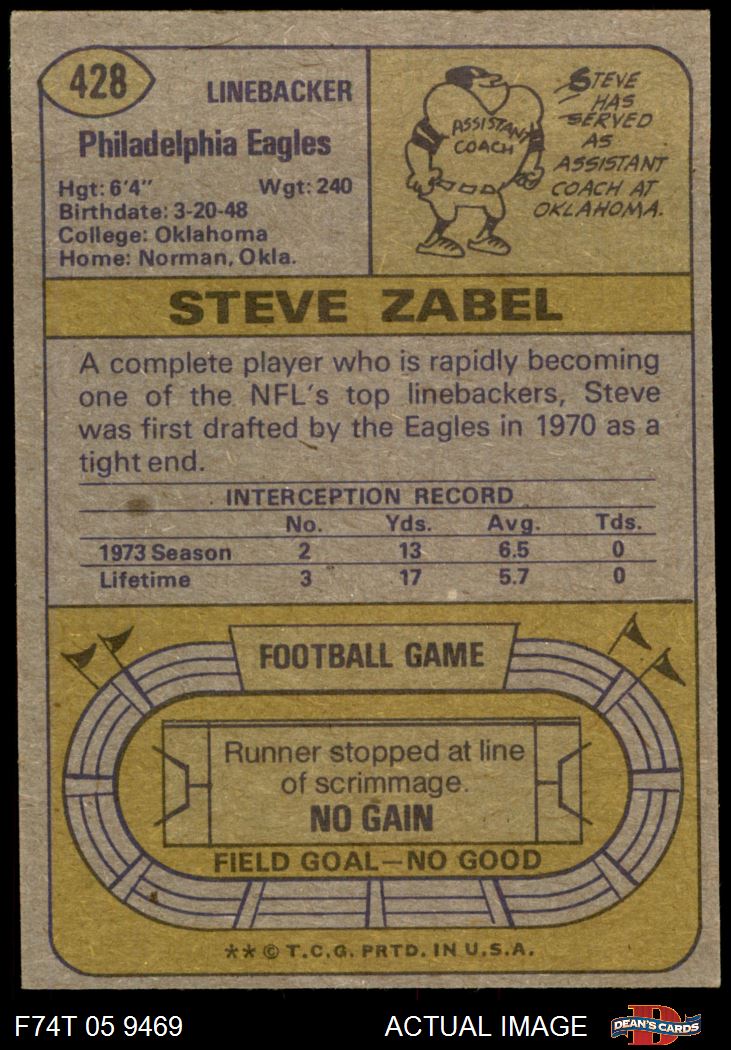 428
LINEBACKER
Philadelphia Eagles
Hgt: 6'4" Wgt: 240
Birthdate: 3-20-48
College: Oklahoma
Home: Norman, Okla.
ASSISTANT
COACH
STEVE
HAS
SERVED
AS
ASSISTANT
COACH AT
OKLAHOMA.
STEVE ZABEL
A complete player who is rapidly becoming
one of the NFL's top linebackers, Steve
was first drafted by the Eagles in 1970 as a
tight end.
INTERCEPTION RECORD
No. Yds. Avg. Tds.
1973 Season 2 13 6.5 0
Lifetime 3 17 5.7 0
FOOTBALL GAME
Runner stopped at line
of scrimmage.
NO GAIN
FIELD GOAL—NO GOOD
** © T.C.G. PRTD. IN U.S.A.
F74T 05 9469 ACTUAL IMAGE
D
DEAN'S CARDS